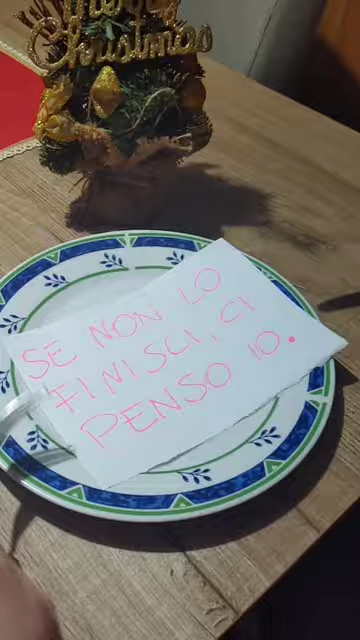 Merry
Christmas
SE NON LO
FINISCI, CI
PENSO IO.